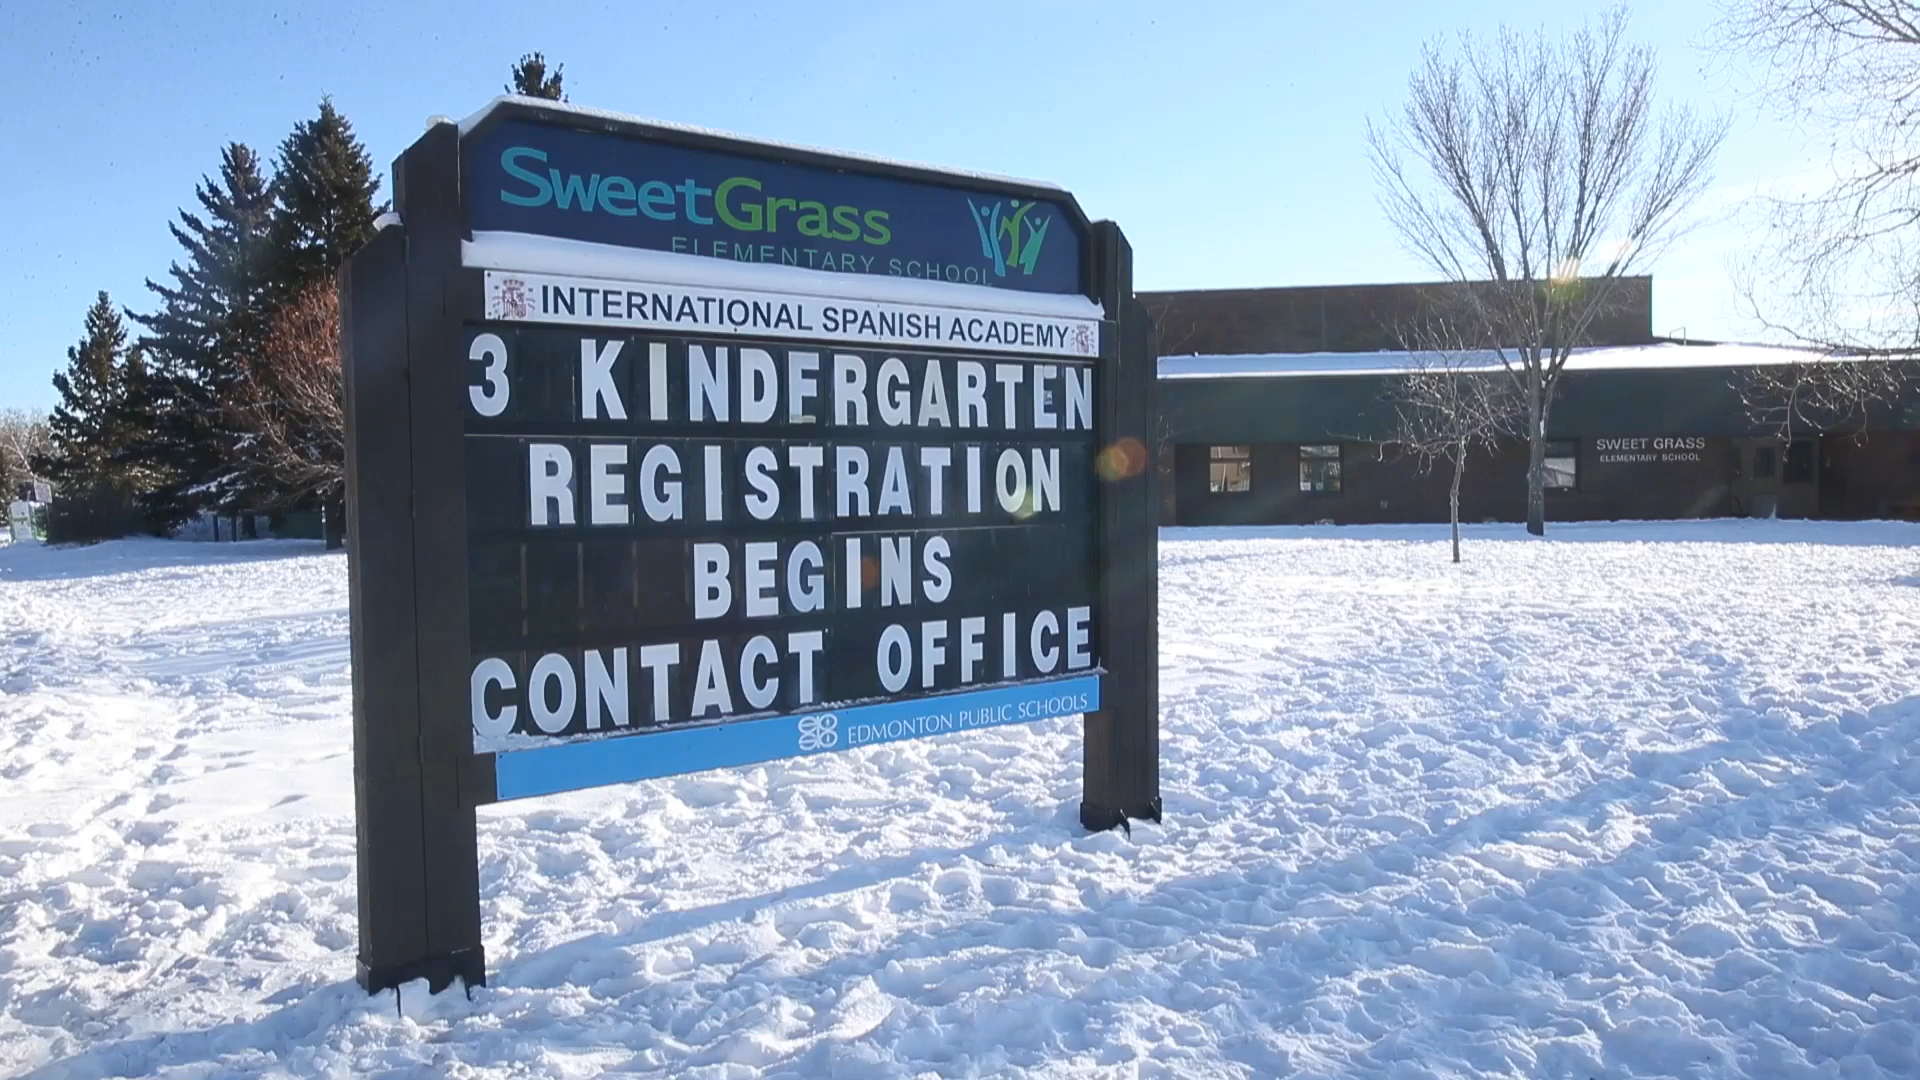 SweetGrass
ELEMENTARY SCHOOL
INTERNATIONAL SPANISH ACADEMY
3 KINDERGARTEN
REGISTRATION
BEGINS
CONTACT OFFICE
EDMONTON PUBLIC SCHOOLS
SWEET GRASS
ELEMENTARY SCHOOL